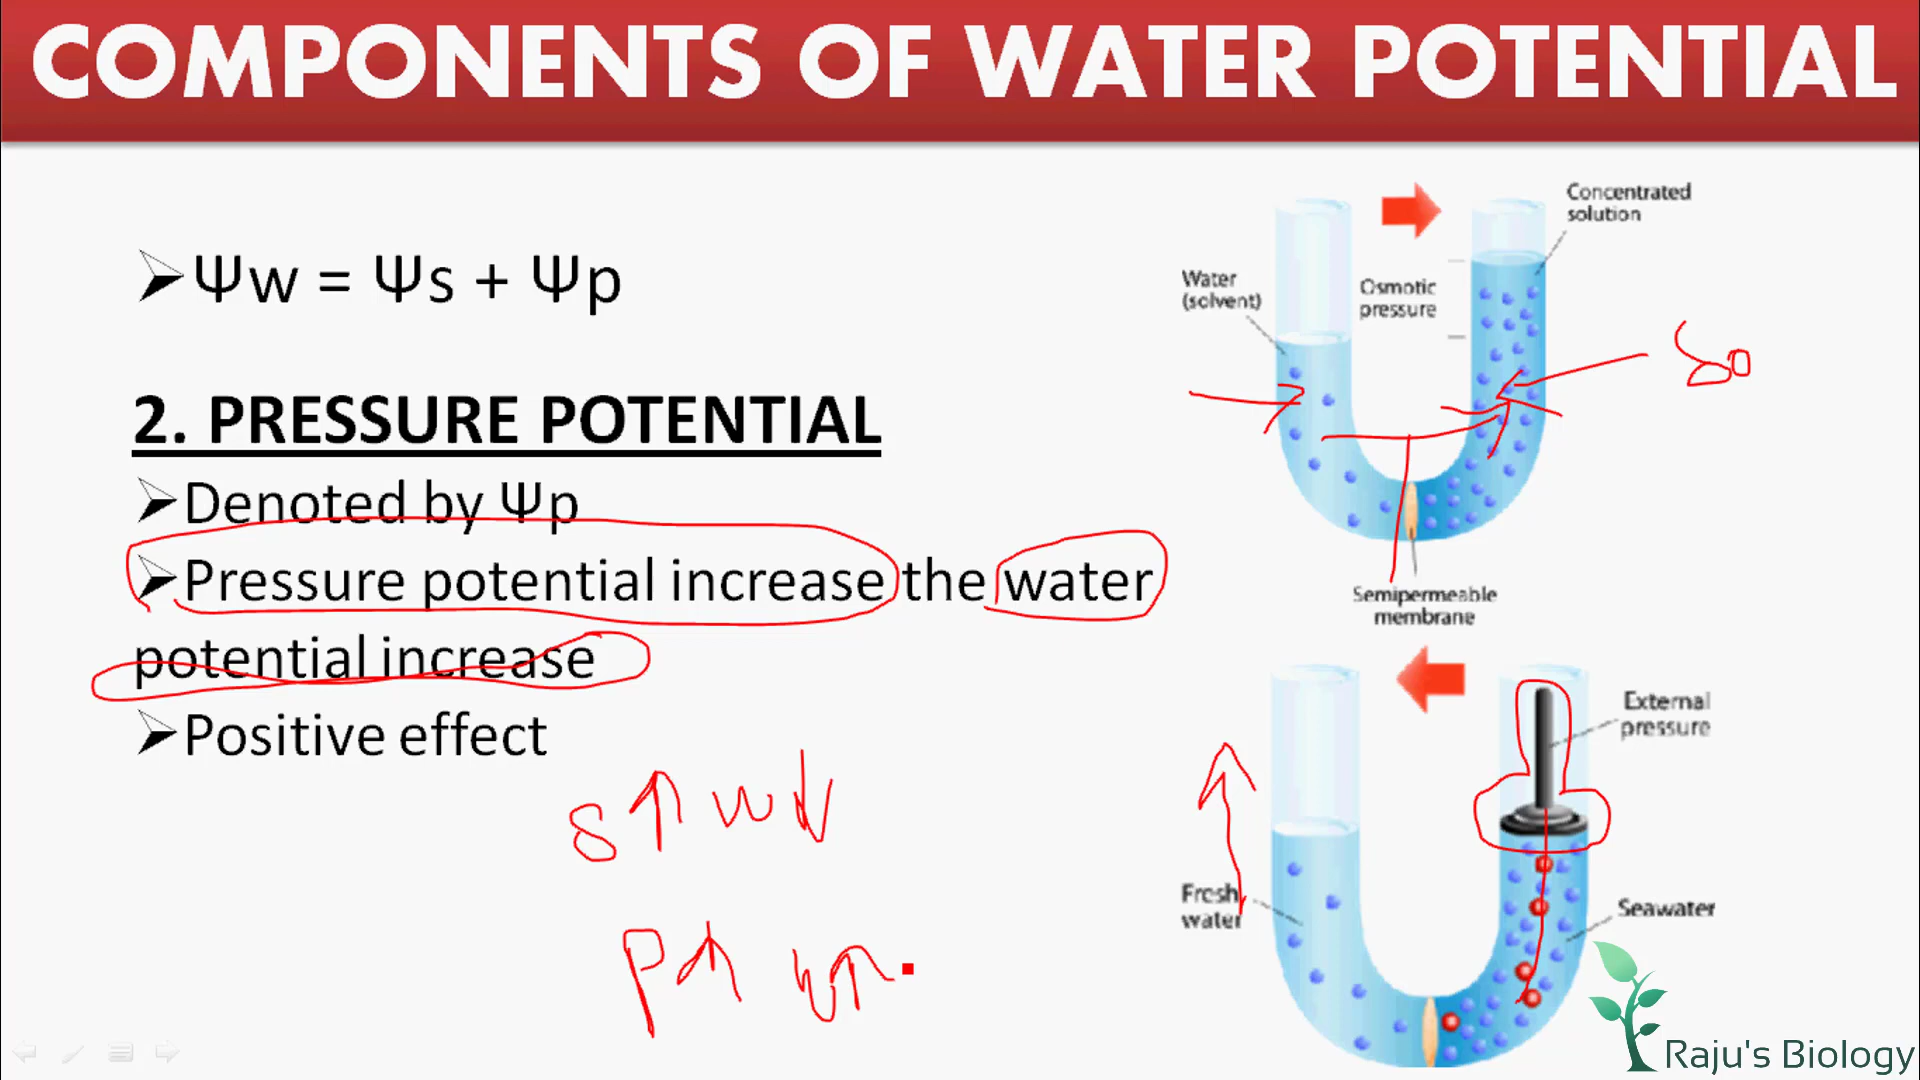 COMPONENTS OF WATER POTENTIAL
➢Ψw = Ψs + Ψp
2. PRESSURE POTENTIAL
➢Denoted by Ψp
➢Pressure potential increase the water
potential increase
➢Positive effect
s↑ w↓
p↑ w↑
Concentrated
solution
Water
(solvent)
Osmotic
pressure
Semipermeable
membrane
External
pressure
Fresh
water
Seawater
Raju's Biology